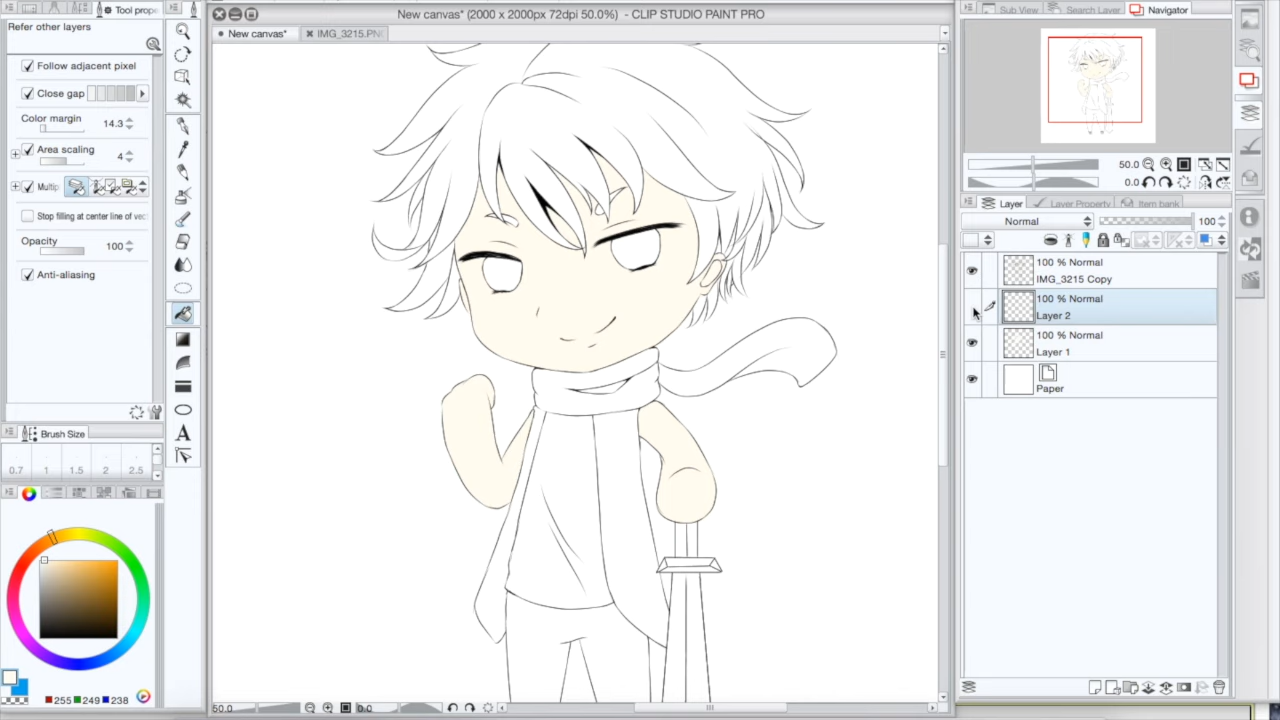 Tool prope
New canvas* (2000 x 2000px 72dpi 50.0%) - CLIP STUDIO PAINT PRO
Sub View
Search Layer
Navigator
Refer other layers
New canvas*
IMG_3215.PN
Follow adjacent pixel
Close gap
Color margin
14.3
Area scaling
4
Multip
Stop filling at center line of vec
Opacity
100
Anti-aliasing
50.0
0.0
Layer
Layer Property
Item bank
Normal
100
100 % Normal
IMG_3215 Copy
100 % Normal
Layer 2
100 % Normal
Layer 1
Paper
Brush Size
0.7 1 1.5 2 2.5
A
255 249 238
50.0
0.0